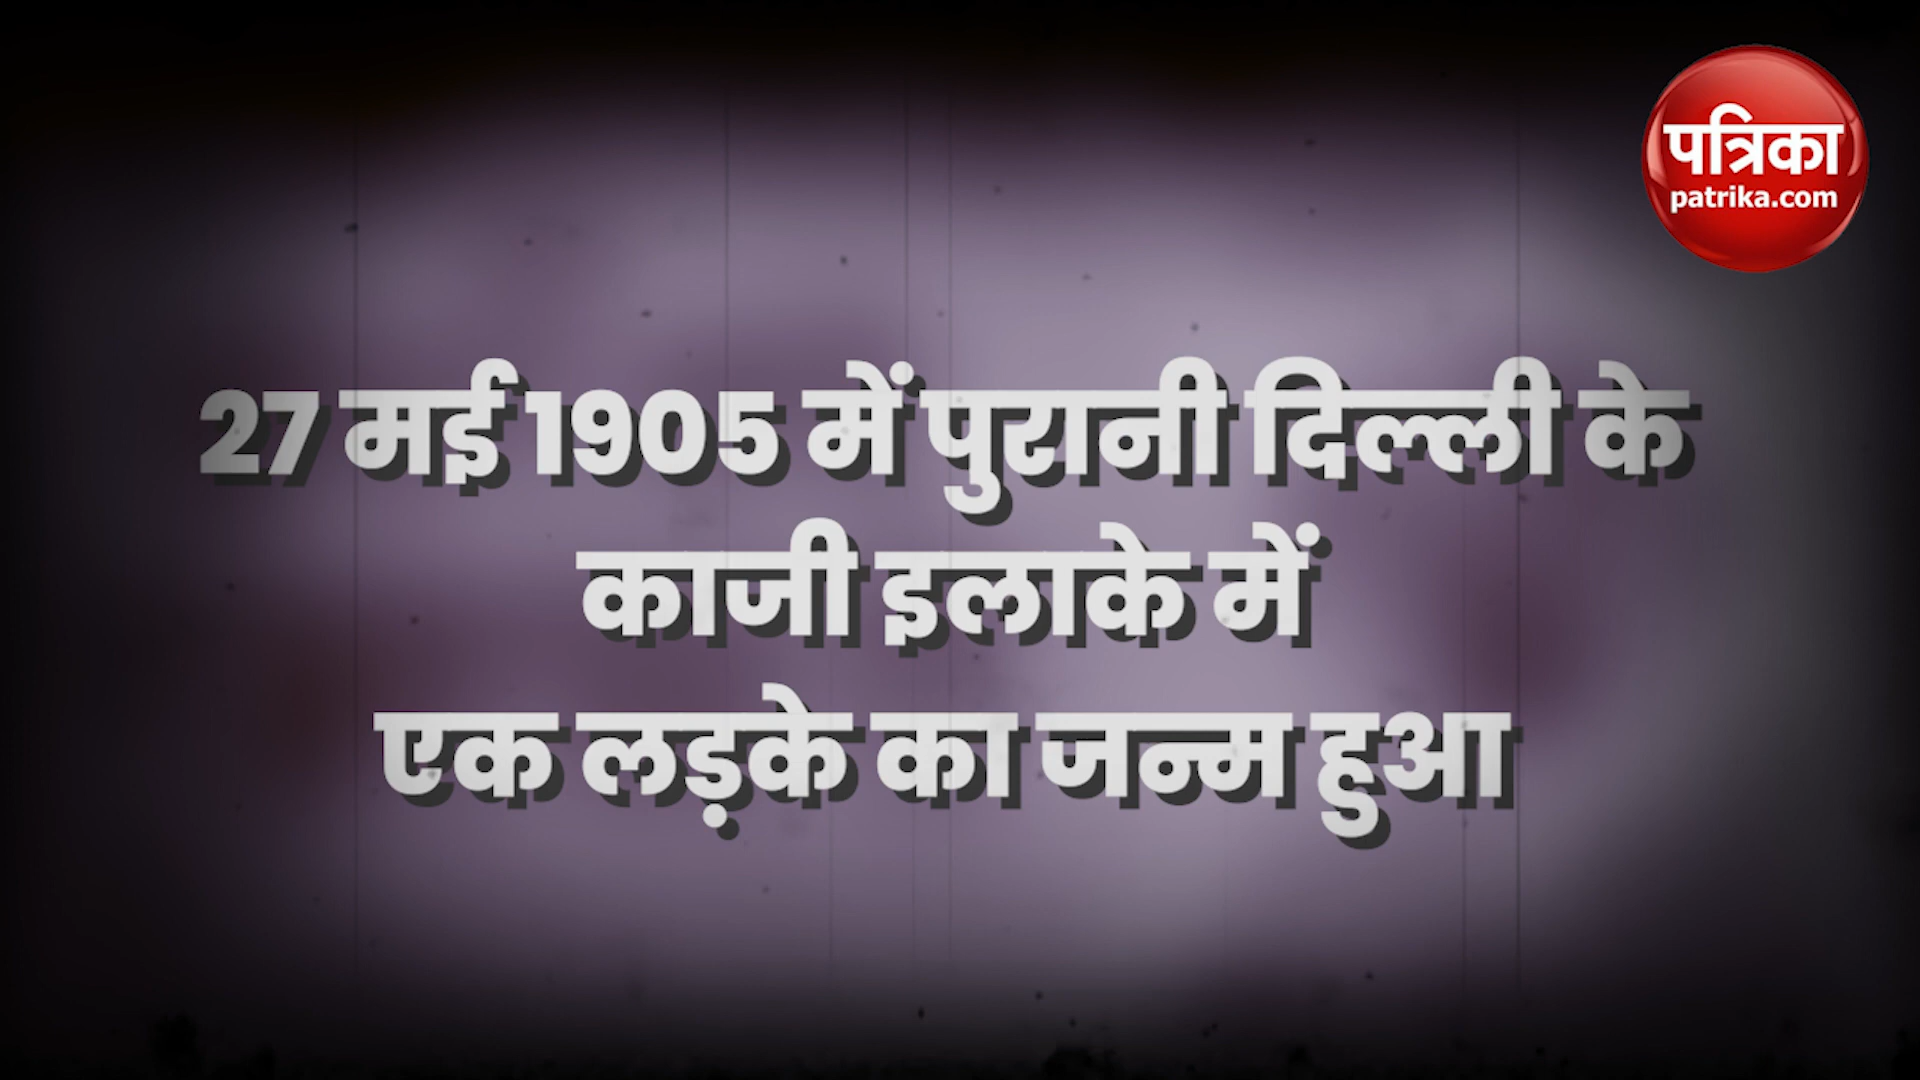 पत्रिका
patrika.com
27 मई 1905 में पुरानी दिल्ली के
काजी इलाके में
एक लड़के का जन्म हुआ